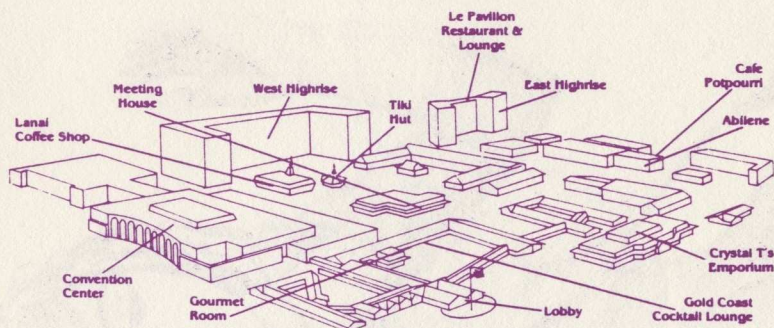 Le Pavilion
Restaurant &
Lounge
Cafe
Potpourri
Meeting
House
West Highrise
East Highrise
Tiki
Hut
Lanai
Coffee Shop
Abilene
Convention
Center
Gourmet
Room
Lobby
Crystal T's
Emporium
Gold Coast
Cocktail Lounge